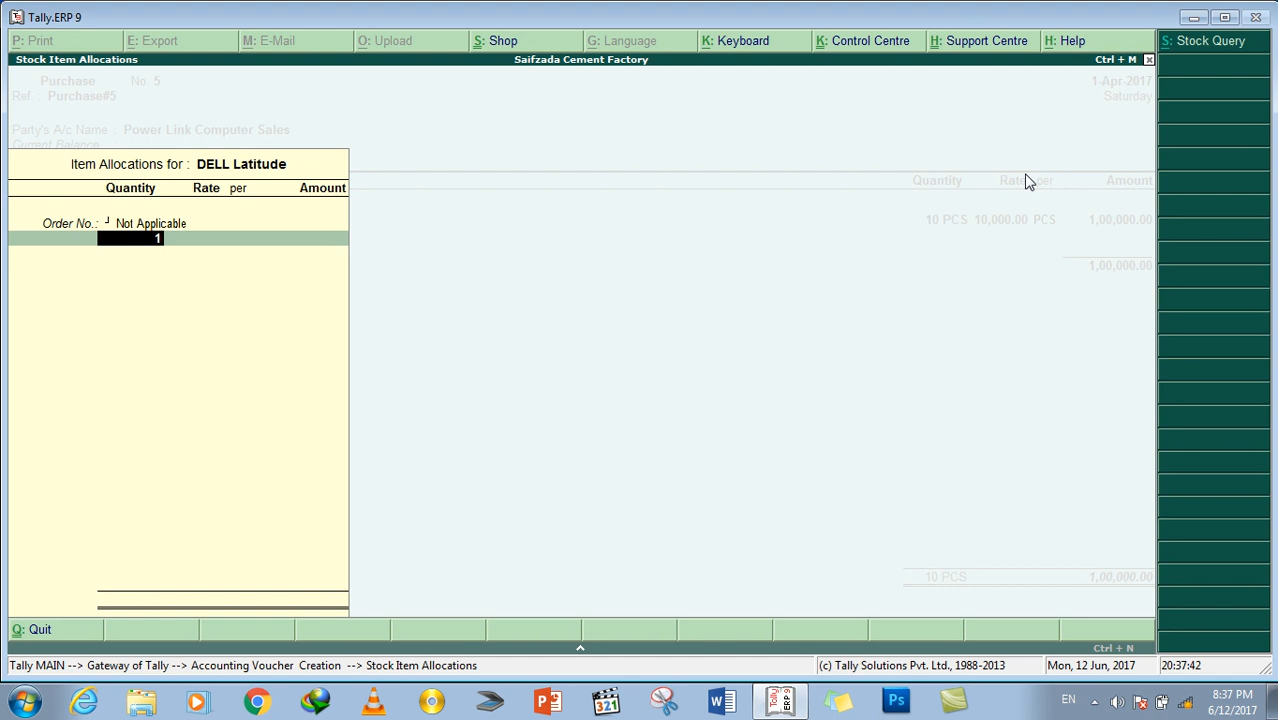 Tally.ERP 9
P: Print E: Export M: E-Mail O: Upload S: Shop G: Language K: Keyboard K: Control Centre H: Support Centre H: Help S: Stock Query
Stock Item Allocations Saifzada Cement Factory Ctrl + M
Purchase No. 5 1-Apr-2017
Ref. : Purchase#5 Saturday
Party's A/c Name : Power Link Computer Sales
Current Balance
Item Allocations for : DELL Latitude
Quantity Rate per Amount
Quantity Rate per Amount
Order No.: Not Applicable
10 PCS 10,000.00 PCS 1,00,000.00
1
1,00,000.00
10 PCS 1,00,000.00
Q: Quit
Ctrl + N
Tally MAIN --> Gateway of Tally --> Accounting Voucher Creation --> Stock Item Allocations (c) Tally Solutions Pvt. Ltd., 1988-2013 Mon, 12 Jun, 2017 20:37:42
321 W TALLY ERP 9 Ps EN 8:37 PM
6/12/2017